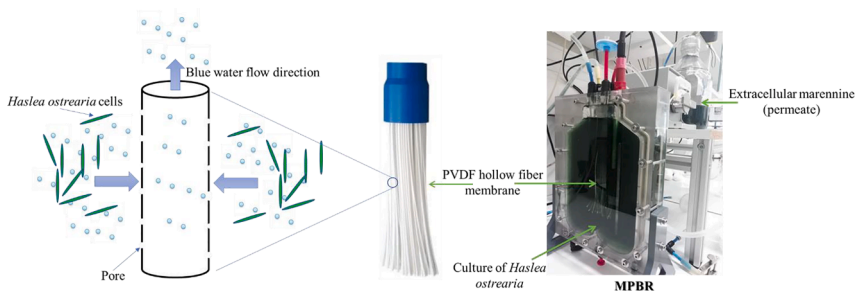 Blue water flow direction
Haslea ostrearia cells
Pore
PVDF hollow fiber
membrane
Culture of Haslea
ostrearia
Extracellular marennine
(permeate)
MPBR